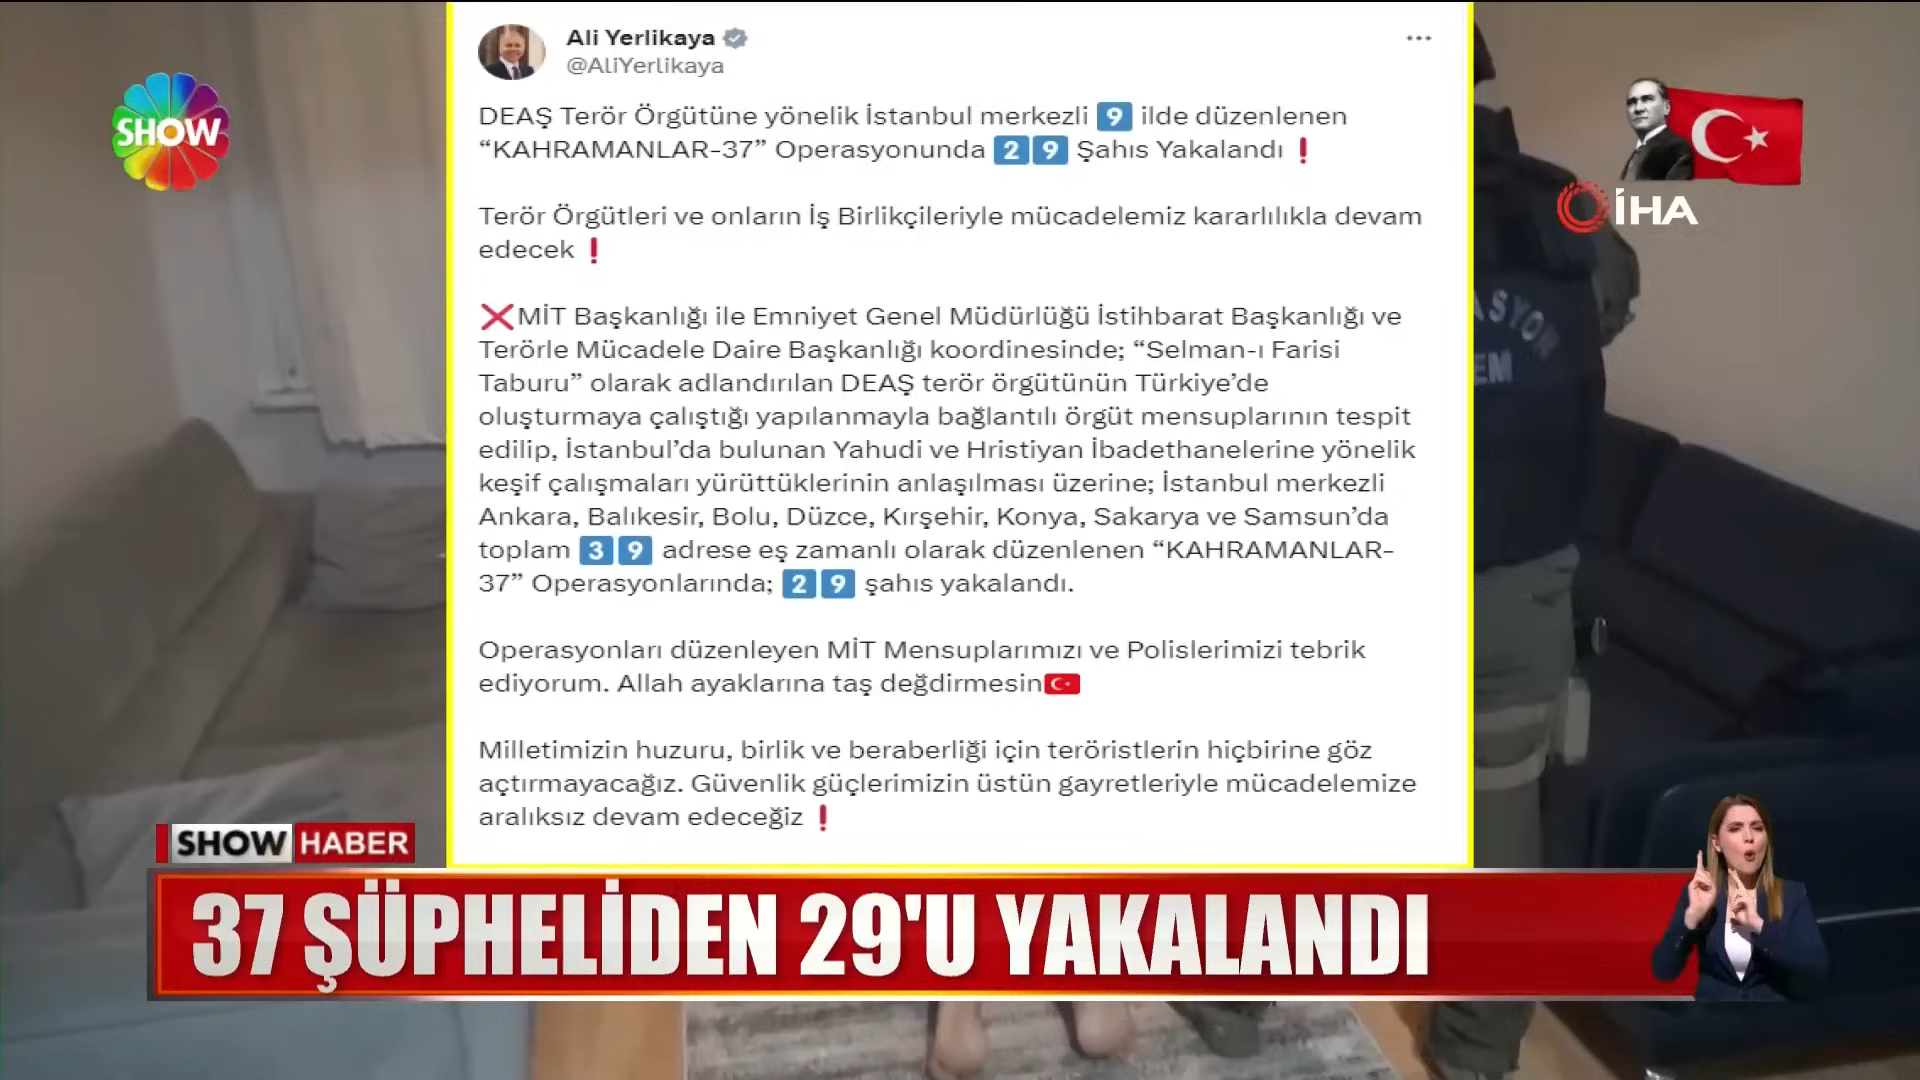 Ali Yerlikaya
@AliYerlikaya
DEAŞ Terör Örgütüne yönelik İstanbul merkezli 9 ilde düzenlenen
“KAHRAMANLAR-37” Operasyonunda 29 Şahıs Yakalandı❗
Terör Örgütleri ve onların İş Birlikçileriyle mücadelemiz kararlılıkla devam
edecek❗
❌MİT Başkanlığı ile Emniyet Genel Müdürlüğü İstihbarat Başkanlığı ve
Terörle Mücadele Daire Başkanlığı koordinesinde; “Selman-ı Farisi
Taburu” olarak adlandırılan DEAŞ terör örgütünün Türkiye’de
oluşturmaya çalıştığı yapılanmayla bağlantılı örgüt mensuplarının tespit
edilip, İstanbul’da bulunan Yahudi ve Hristiyan İbadethanelerine yönelik
keşif çalışmaları yürüttüklerinin anlaşılması üzerine; İstanbul merkezli
Ankara, Balıkesir, Bolu, Düzce, Kırşehir, Konya, Sakarya ve Samsun’da
toplam 39 adrese eş zamanlı olarak düzenlenen “KAHRAMANLAR-
37” Operasyonlarında; 29 şahıs yakalandı.
Operasyonları düzenleyen MİT Mensuplarımızı ve Polislerimizi tebrik
ediyorum. Allah ayaklarına taş değdirmesin🇹🇷
Milletimizin huzuru, birlik ve beraberliği için teröristlerin hiçbirine göz
açtırmayacağız. Güvenlik güçlerimizin üstün gayretleriyle mücadelemize
aralıksız devam edeceğiz❗
SHOW
İHA
SHOW HABER
37 ŞÜPHELİDEN 29'U YAKALANDI